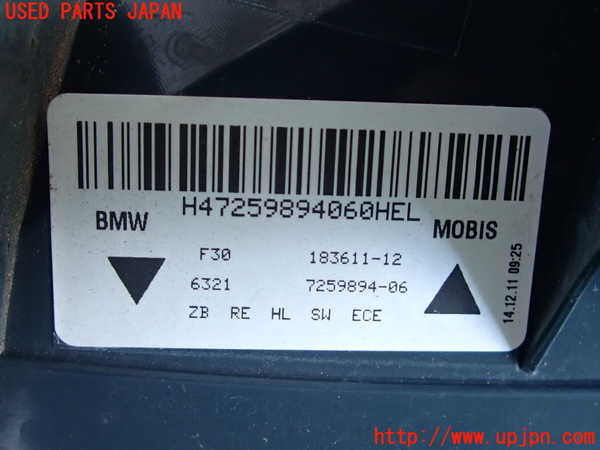 USED PARTS JAPAN
H47259894060HEL
BMW
MOBIS
F30 183611-12
6321 7259894-06
ZB RE HL SW ECE
14.12.11 09:25
http://www.upjpn.com/